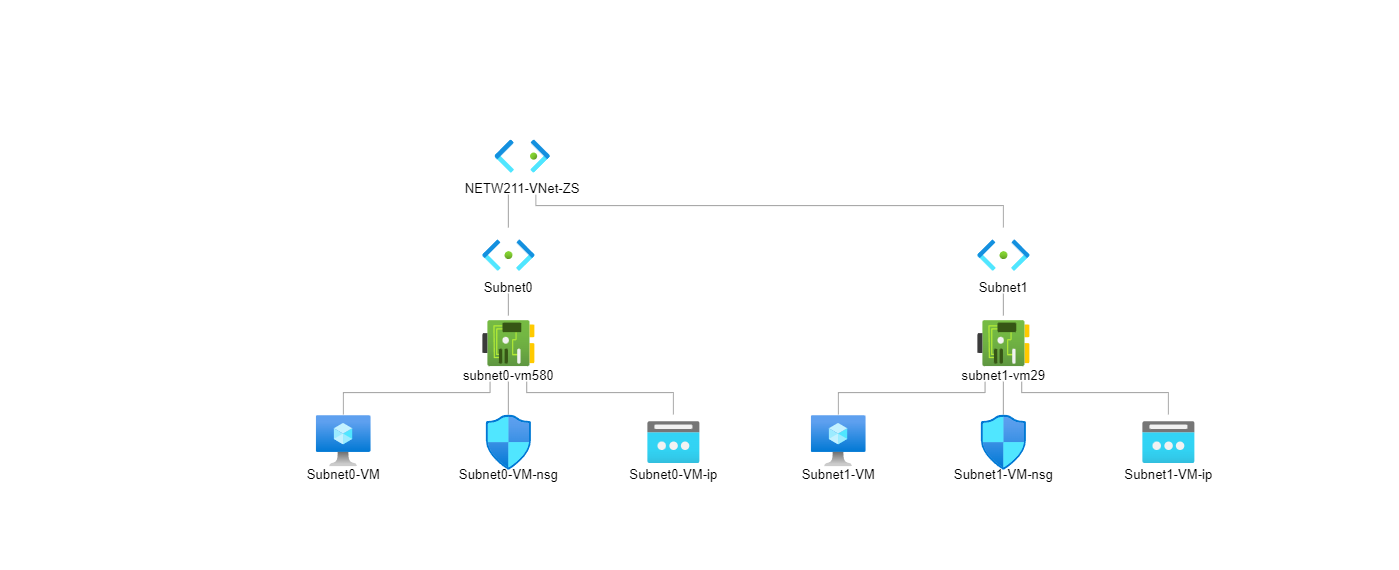 NETW211-VNet-ZS
Subnet0
Subnet1
subnet0-vm580
subnet1-vm29
Subnet0-VM
Subnet0-VM-nsg
Subnet0-VM-ip
Subnet1-VM
Subnet1-VM-nsg
Subnet1-VM-ip